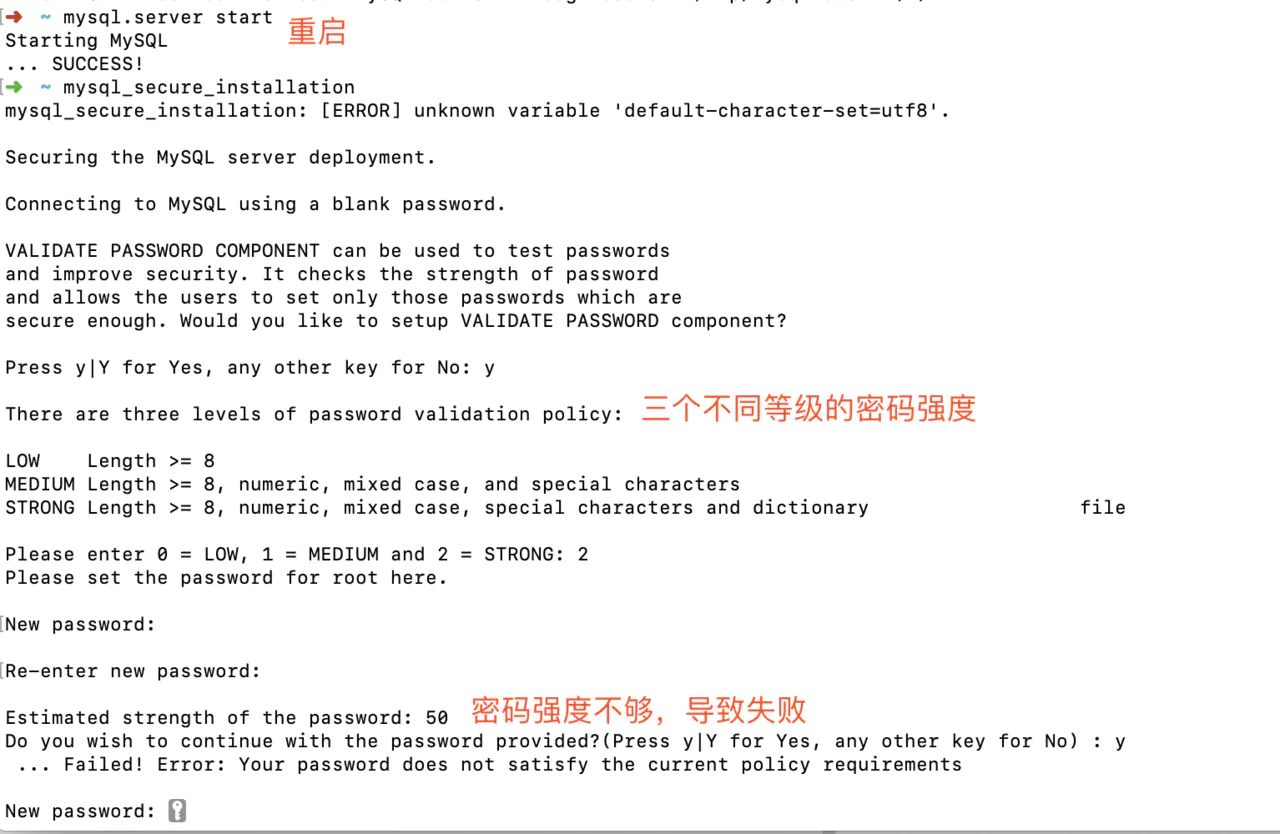 ➜ ~ mysql.server start
重启
Starting MySQL
... SUCCESS!
➜ ~ mysql_secure_installation
mysql_secure_installation: [ERROR] unknown variable 'default-character-set=utf8'.
Securing the MySQL server deployment.
Connecting to MySQL using a blank password.
VALIDATE PASSWORD COMPONENT can be used to test passwords
and improve security. It checks the strength of password
and allows the users to set only those passwords which are
secure enough. Would you like to setup VALIDATE PASSWORD component?
Press y|Y for Yes, any other key for No: y
There are three levels of password validation policy: 三个不同等级的密码强度
LOW    Length >= 8
MEDIUM Length >= 8, numeric, mixed case, and special characters
STRONG Length >= 8, numeric, mixed case, special characters and dictionary                  file
Please enter 0 = LOW, 1 = MEDIUM and 2 = STRONG: 2
Please set the password for root here.
New password:
Re-enter new password:
Estimated strength of the password: 50 密码强度不够，导致失败
Do you wish to continue with the password provided?(Press y|Y for Yes, any other key for No) : y
... Failed! Error: Your password does not satisfy the current policy requirements
New password: